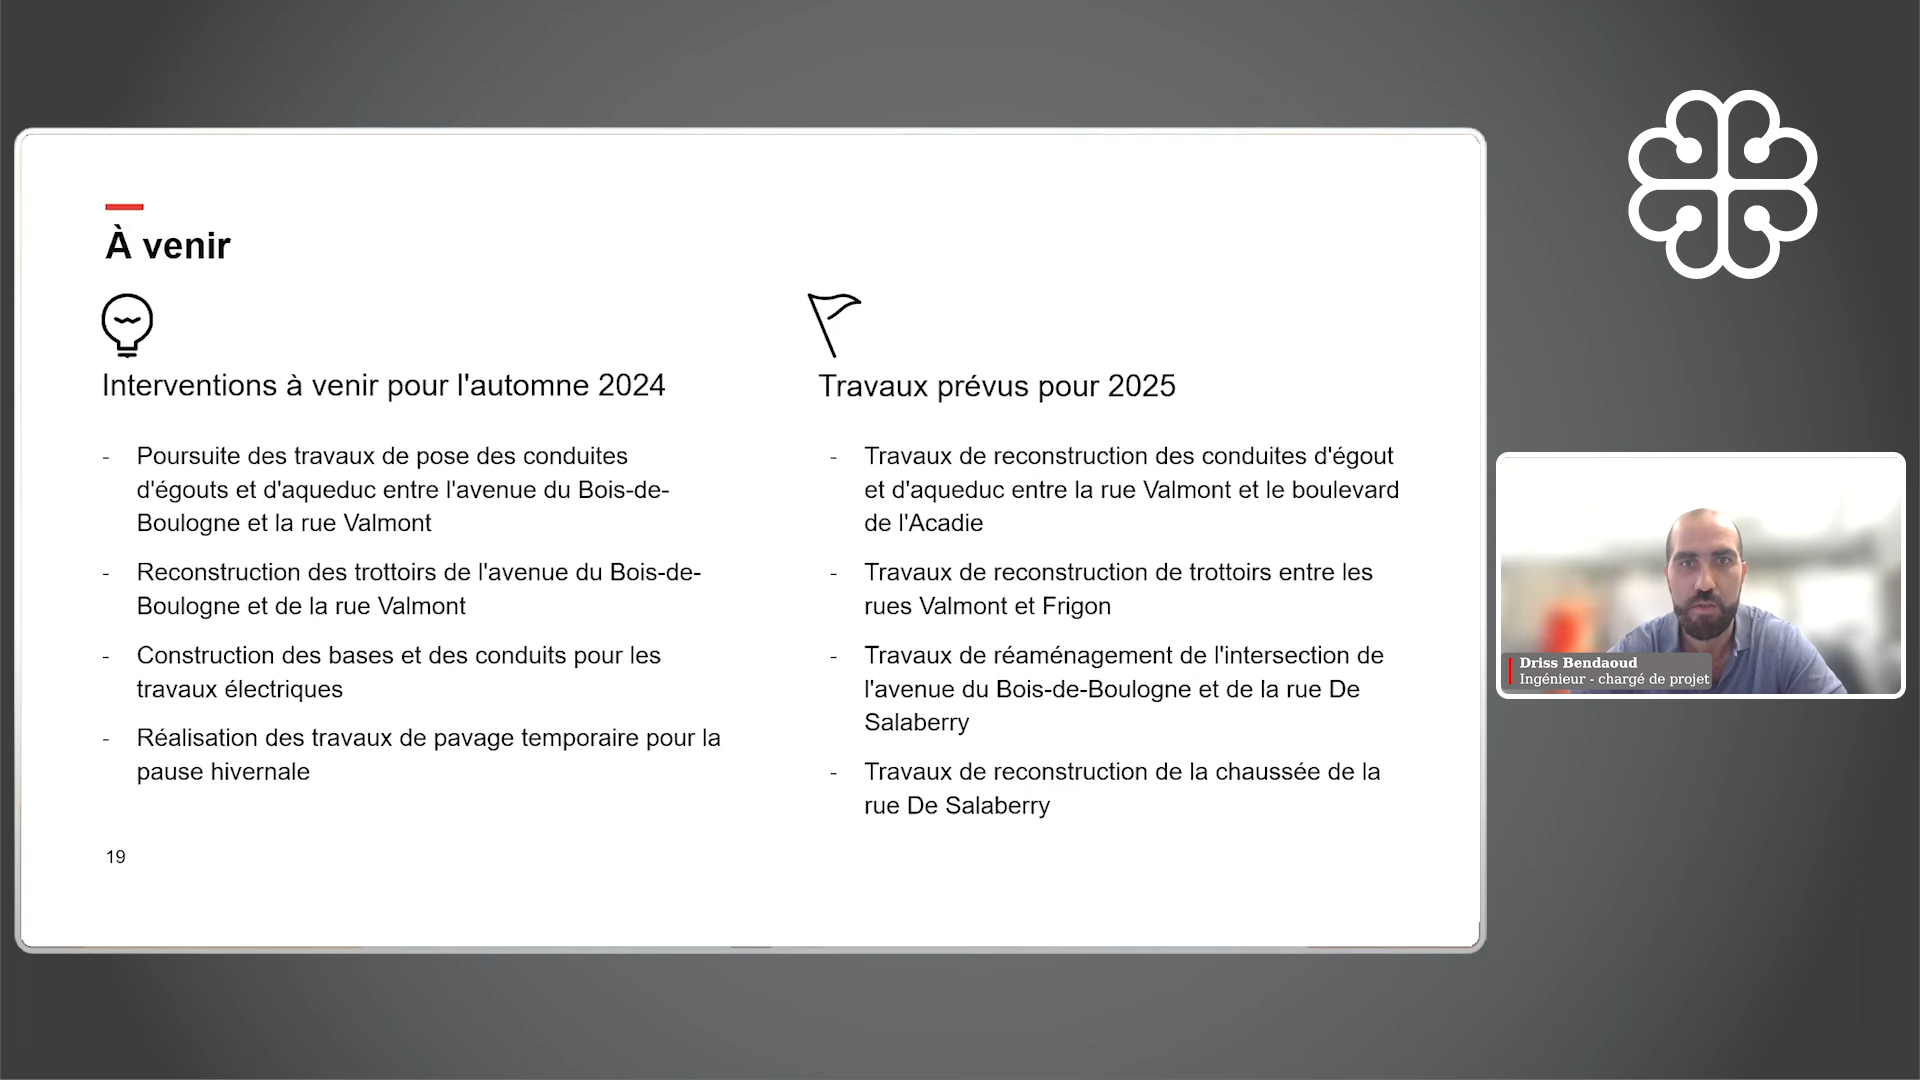 À venir
Interventions à venir pour l'automne 2024
- Poursuite des travaux de pose des conduites
d'égouts et d'aqueduc entre l'avenue du Bois-de-
Boulogne et la rue Valmont
- Reconstruction des trottoirs de l'avenue du Bois-de-
Boulogne et de la rue Valmont
- Construction des bases et des conduits pour les
travaux électriques
- Réalisation des travaux de pavage temporaire pour la
pause hivernale
19
Travaux prévus pour 2025
- Travaux de reconstruction des conduites d'égout
et d'aqueduc entre la rue Valmont et le boulevard
de l'Acadie
- Travaux de reconstruction de trottoirs entre les
rues Valmont et Frigon
- Travaux de réaménagement de l'intersection de
l'avenue du Bois-de-Boulogne et de la rue De
Salaberry
- Travaux de reconstruction de la chaussée de la
rue De Salaberry
Driss Bendaoud
Ingénieur - chargé de projet